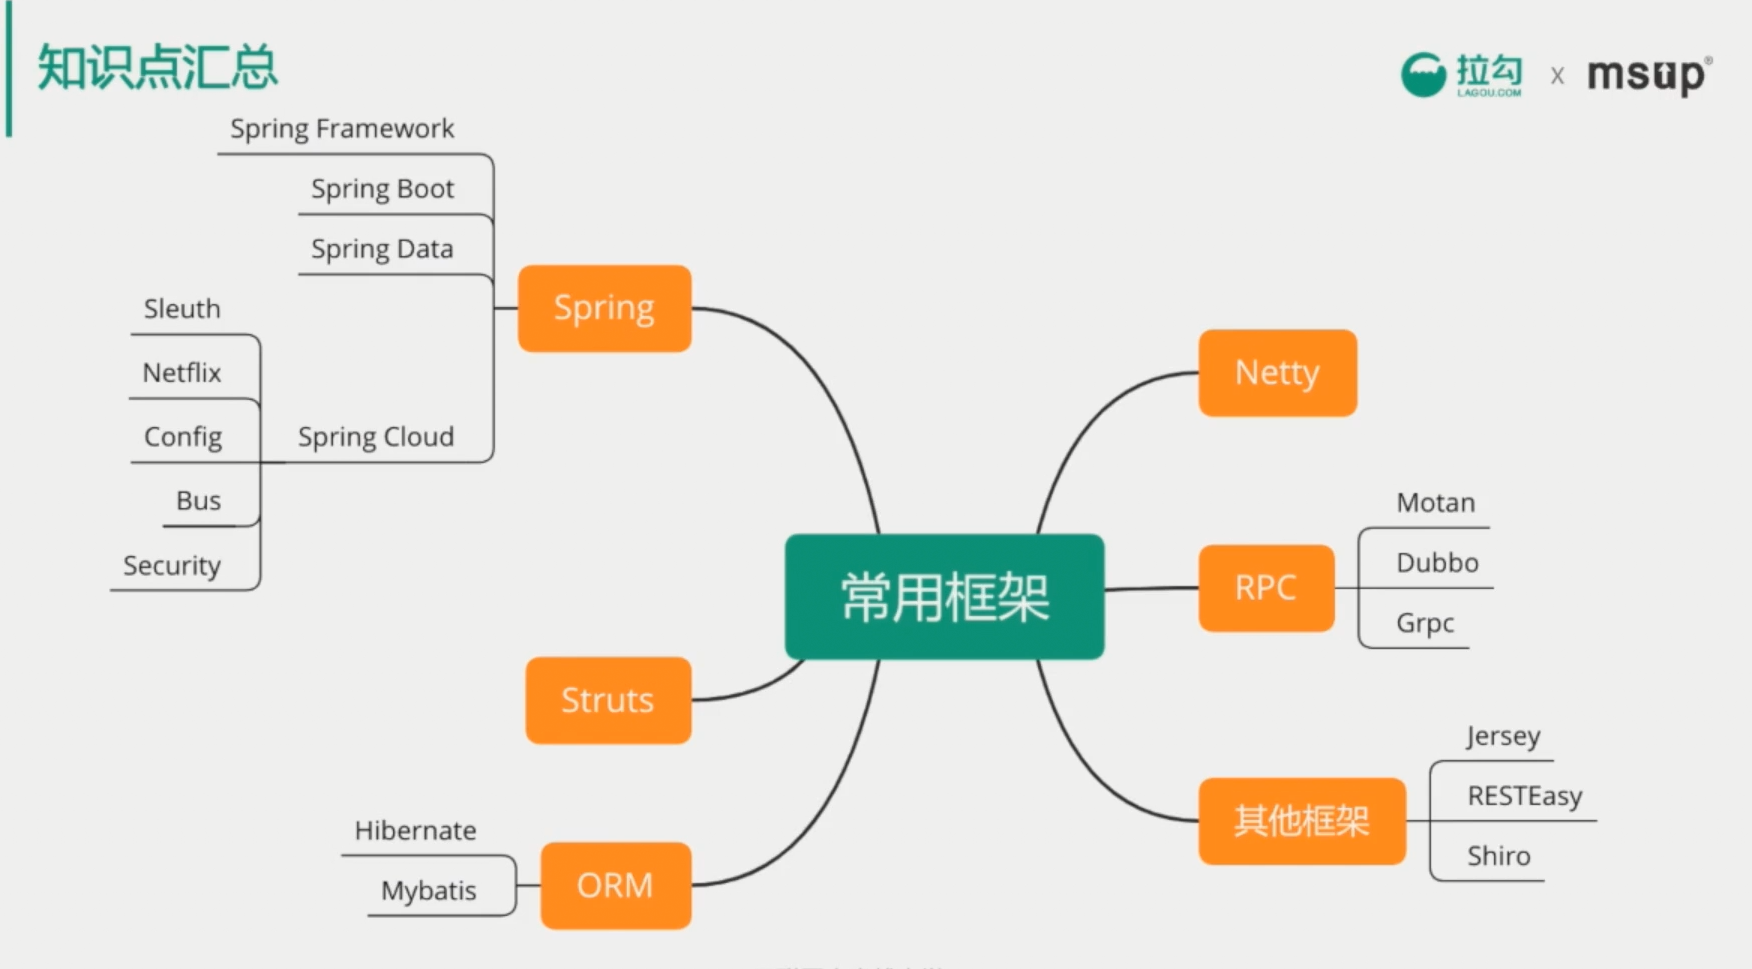 知识点汇总
拉勾
LAGOU.COM
x
msup®
Spring Framework
Spring Boot
Spring Data
Sleuth
Netflix
Config
Bus
Security
Spring Cloud
Spring
Struts
Hibernate
Mybatis
ORM
常用框架
Netty
RPC
Motan
Dubbo
Grpc
其他框架
Jersey
RESTEasy
Shiro